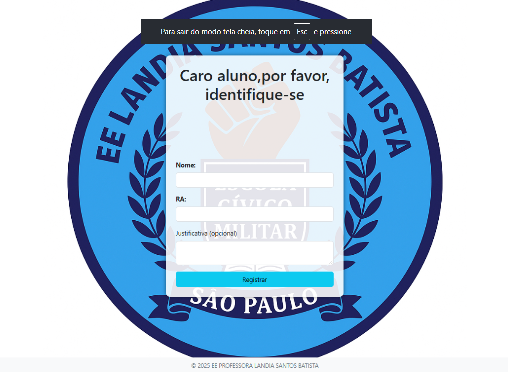 Para sair do modo tela cheia, toque em Esc e pressione
EE LANDIA SANTOS BATISTA
Caro aluno,por favor,
identifique-se
Nome:
ESCOLA
RA:
CÍVICO
MILITAR
Justificativa (opcional)
Registrar
SÃO PAULO
© 2025 EE PROFESSORA LANDIA SANTOS BATISTA